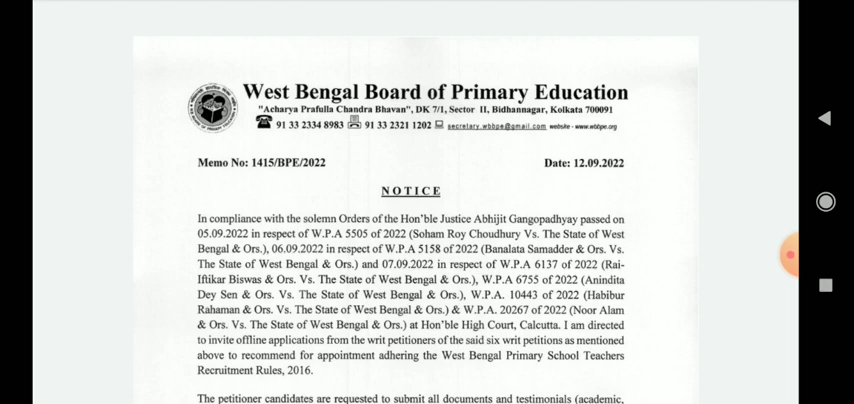 West Bengal Board of Primary Education
"Acharya Prafulla Chandra Bhavan", DK 7/1, Sector II, Bidhannagar, Kolkata 700091
91 33 2334 8983 91 33 2321 1202 secretary.wbbpe@gmail.com website - www.wbbpe.org
Memo No: 1415/BPE/2022 Date: 12.09.2022
NOTICE
In compliance with the solemn Orders of the Hon'ble Justice Abhijit Gangopadhyay passed on
05.09.2022 in respect of W.P.A 5505 of 2022 (Soham Roy Choudhury Vs. The State of West
Bengal & Ors.), 06.09.2022 in respect of W.P.A 5158 of 2022 (Banalata Samadder & Ors. Vs.
The State of West Bengal & Ors.) and 07.09.2022 in respect of W.P.A 6137 of 2022 (Rai-
Iftikar Biswas & Ors. Vs. The State of West Bengal & Ors.), W.P.A 6755 of 2022 (Anindita
Dey Sen & Ors. Vs. The State of West Bengal & Ors.), W.P.A. 10443 of 2022 (Habibur
Rahaman & Ors. Vs. The State of West Bengal & Ors.) & W.P.A. 20267 of 2022 (Noor Alam
& Ors. Vs. The State of West Bengal & Ors.) at Hon'ble High Court, Calcutta. I am directed
to invite offline applications from the writ petitioners of the said six writ petitions as mentioned
above to recommend for appointment adhering the West Bengal Primary School Teachers
Recruitment Rules, 2016.
The petitioner candidates are requested to submit all documents and testimonials (academic,